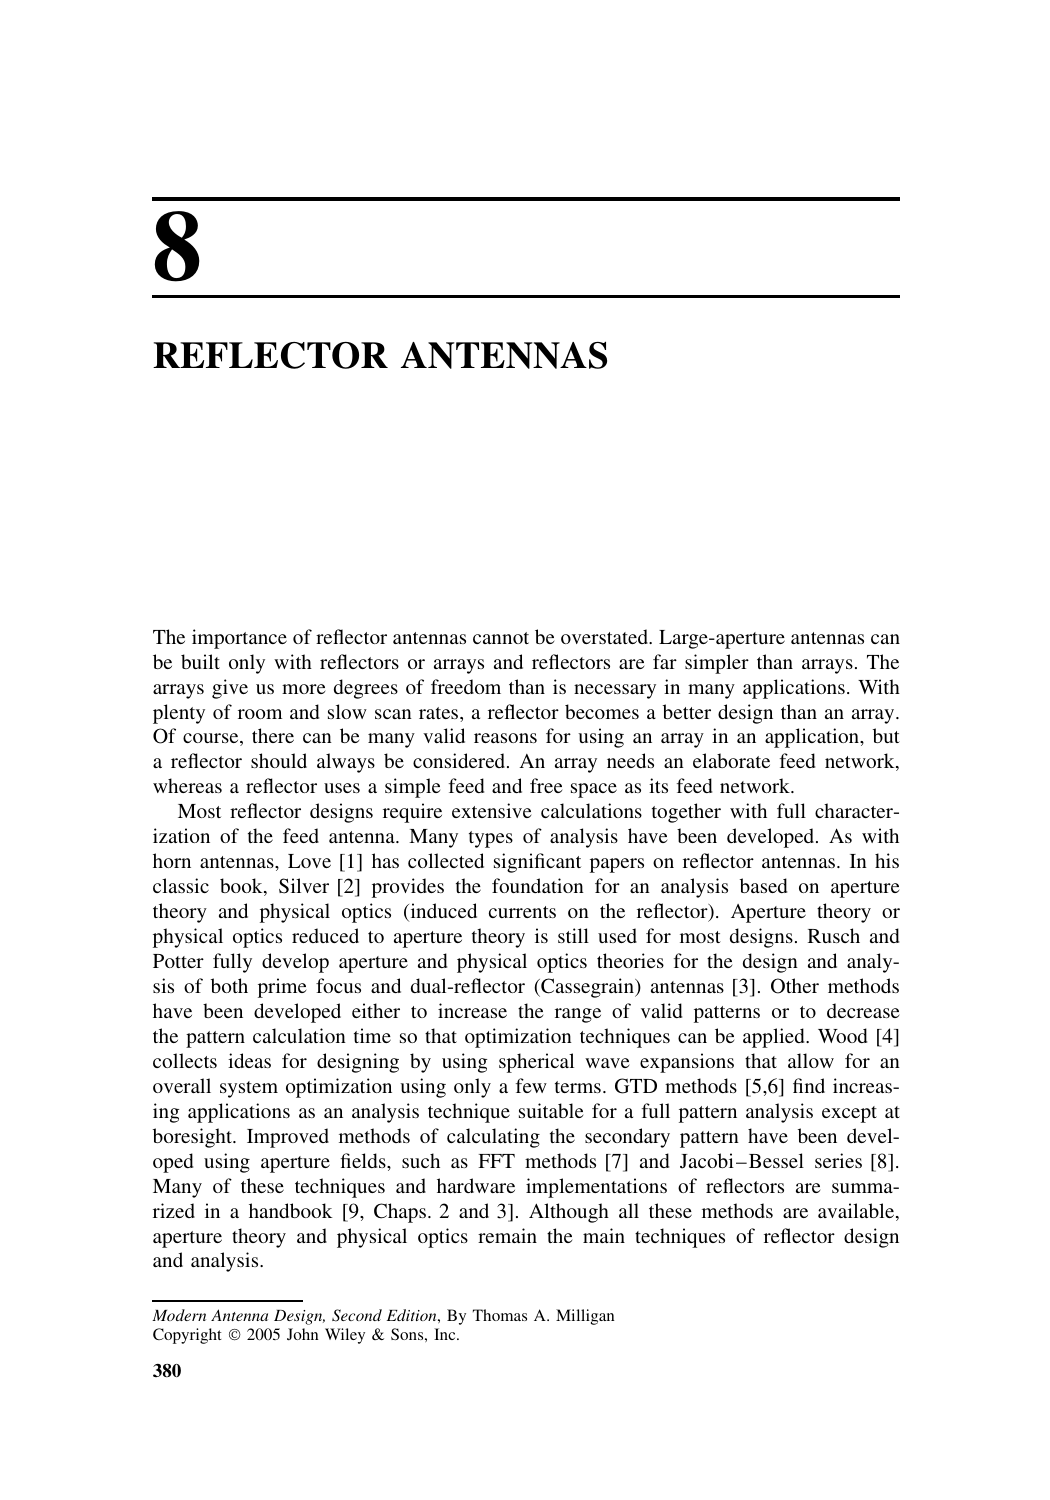 8
REFLECTOR ANTENNAS
The importance of reflector antennas cannot be overstated. Large-aperture antennas can
be built only with reflectors or arrays and reflectors are far simpler than arrays. The
arrays give us more degrees of freedom than is necessary in many applications. With
plenty of room and slow scan rates, a reflector becomes a better design than an array.
Of course, there can be many valid reasons for using an array in an application, but
a reflector should always be considered. An array needs an elaborate feed network,
whereas a reflector uses a simple feed and free space as its feed network.
Most reflector designs require extensive calculations together with full character-
ization of the feed antenna. Many types of analysis have been developed. As with
horn antennas, Love [1] has collected significant papers on reflector antennas. In his
classic book, Silver [2] provides the foundation for an analysis based on aperture
theory and physical optics (induced currents on the reflector). Aperture theory or
physical optics reduced to aperture theory is still used for most designs. Rusch and
Potter fully develop aperture and physical optics theories for the design and analy-
sis of both prime focus and dual-reflector (Cassegrain) antennas [3]. Other methods
have been developed either to increase the range of valid patterns or to decrease
the pattern calculation time so that optimization techniques can be applied. Wood [4]
collects ideas for designing by using spherical wave expansions that allow for an
overall system optimization using only a few terms. GTD methods [5,6] find increas-
ing applications as an analysis technique suitable for a full pattern analysis except at
boresight. Improved methods of calculating the secondary pattern have been devel-
oped using aperture fields, such as FFT methods [7] and Jacobi–Bessel series [8].
Many of these techniques and hardware implementations of reflectors are summa-
rized in a handbook [9, Chaps. 2 and 3]. Although all these methods are available,
aperture theory and physical optics remain the main techniques of reflector design
and analysis.
Modern Antenna Design, Second Edition, By Thomas A. Milligan
Copyright © 2005 John Wiley & Sons, Inc.
380